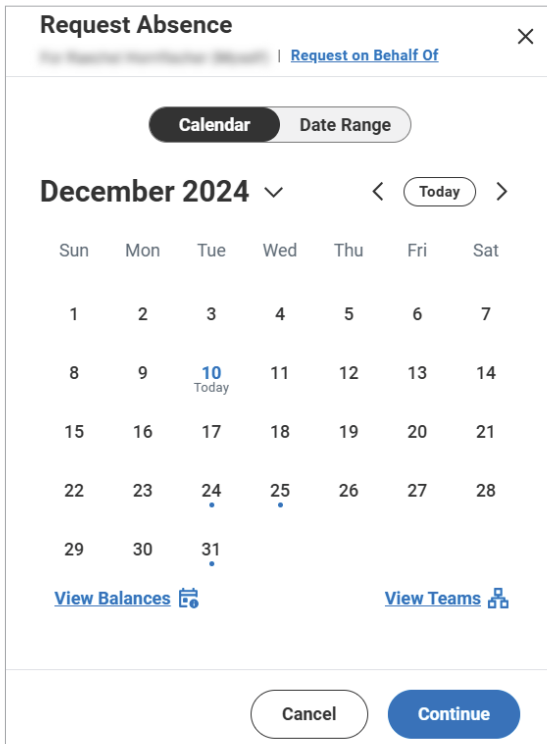 Request Absence
| Request on Behalf Of
Calendar Date Range
December 2024 Today
Sun Mon Tue Wed Thu Fri Sat
1 2 3 4 5 6 7
8 9 10 11 12 13 14
Today
15 16 17 18 19 20 21
22 23 24 25 26 27 28
29 30 31
View Balances View Teams
Cancel Continue